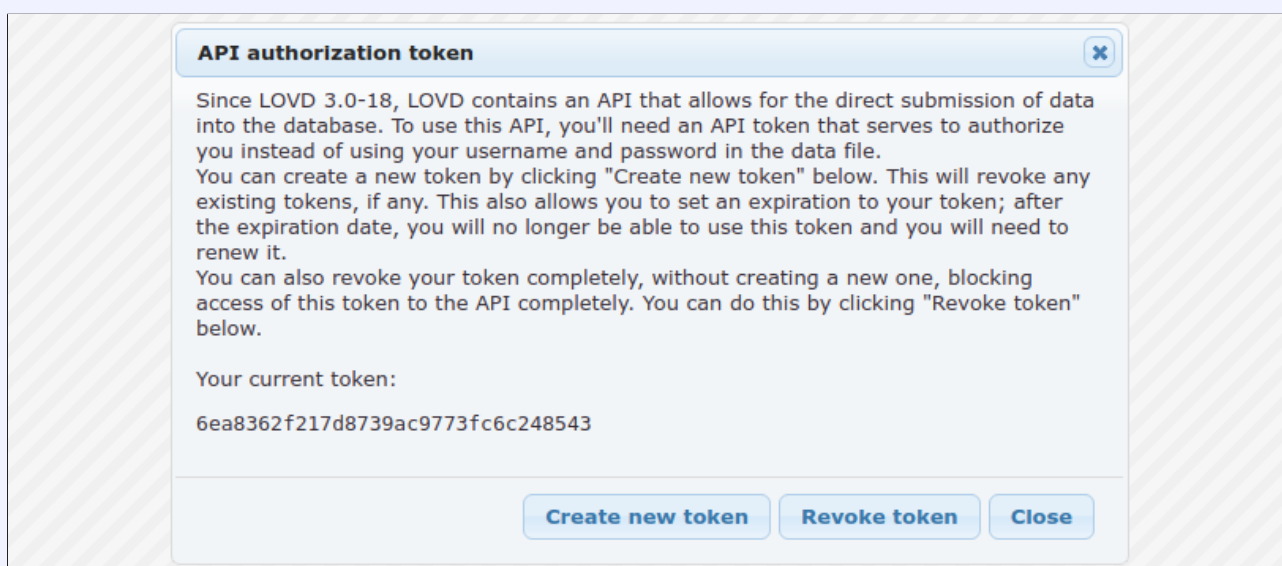 API authorization token
Since LOVD 3.0-18, LOVD contains an API that allows for the direct submission of data
into the database. To use this API, you'll need an API token that serves to authorize
you instead of using your username and password in the data file.
You can create a new token by clicking "Create new token" below. This will revoke any
existing tokens, if any. This also allows you to set an expiration to your token; after
the expiration date, you will no longer be able to use this token and you will need to
renew it.
You can also revoke your token completely, without creating a new one, blocking
access of this token to the API completely. You can do this by clicking "Revoke token"
below.
Your current token:
6ea8362f217d8739ac9773fc6c248543
Create new token Revoke token Close